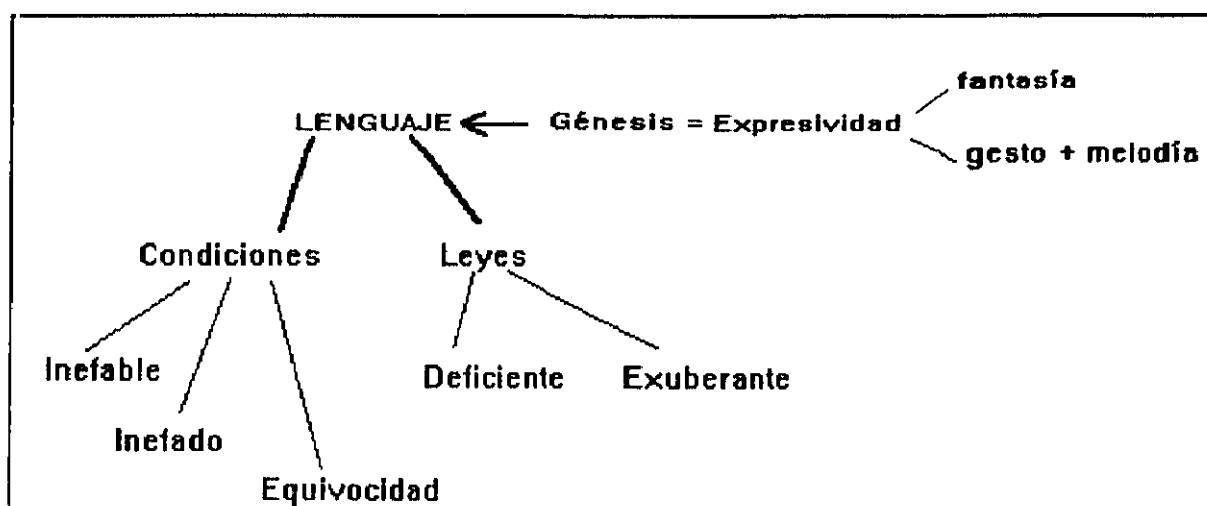 fantasía
LENGUAJE Génesis = Expresividad
gesto + melodía
Condiciones Leyes
Inefable Deficiente Exuberante
Inefado
Equivocidad